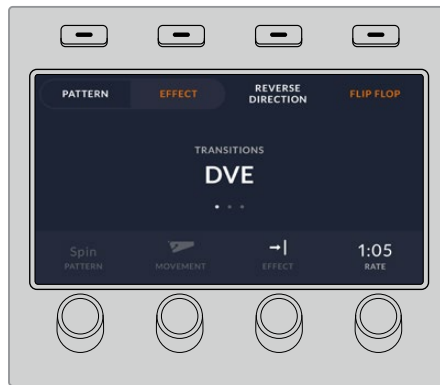 PATTERN
EFFECT
REVERSE
DIRECTION
FLIP FLOP
TRANSITIONS
DVE
Spin
1:05
PATTERN
MOVEMENT
EFFECT
RATE